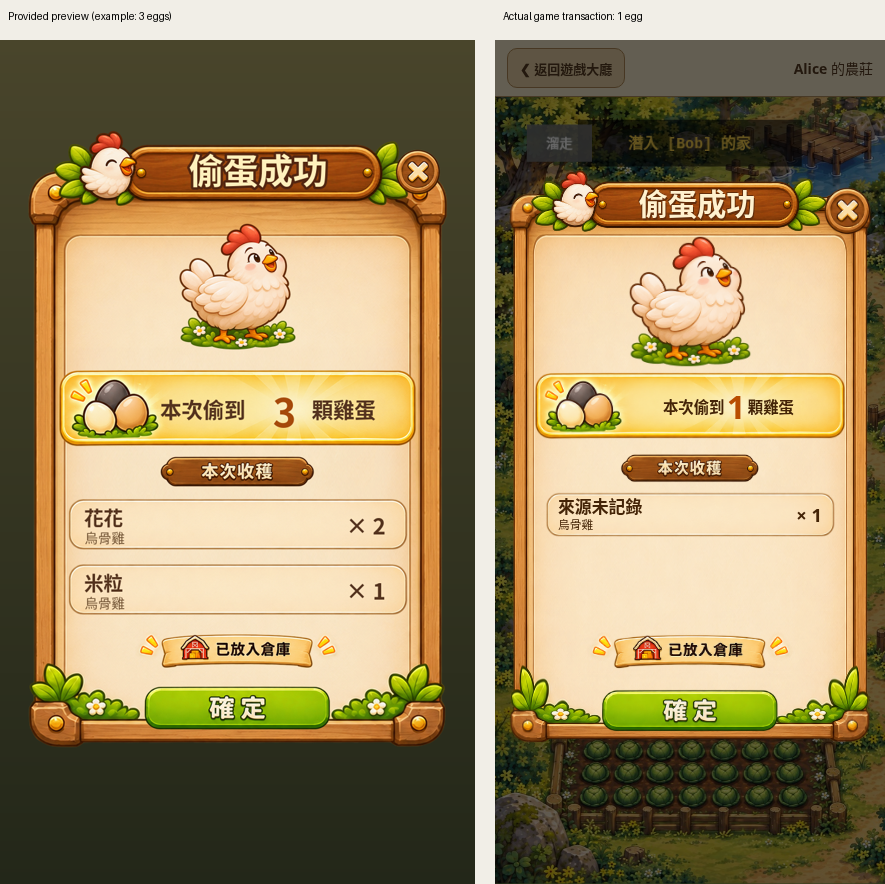 Provided preview (example: 3 eggs)
偷蛋成功
本次偷到 3 顆雞蛋
本次收穫
花花
烏骨雞
× 2
米粒
烏骨雞
× 1
已放入倉庫
確定
Actual game transaction: 1 egg
❮ 返回遊戲大廳
Alice 的農莊
溜走
潛入 [Bob] 的家
偷蛋成功
本次偷到 1 顆雞蛋
本次收穫
來源未記錄
烏骨雞
× 1
已放入倉庫
確定